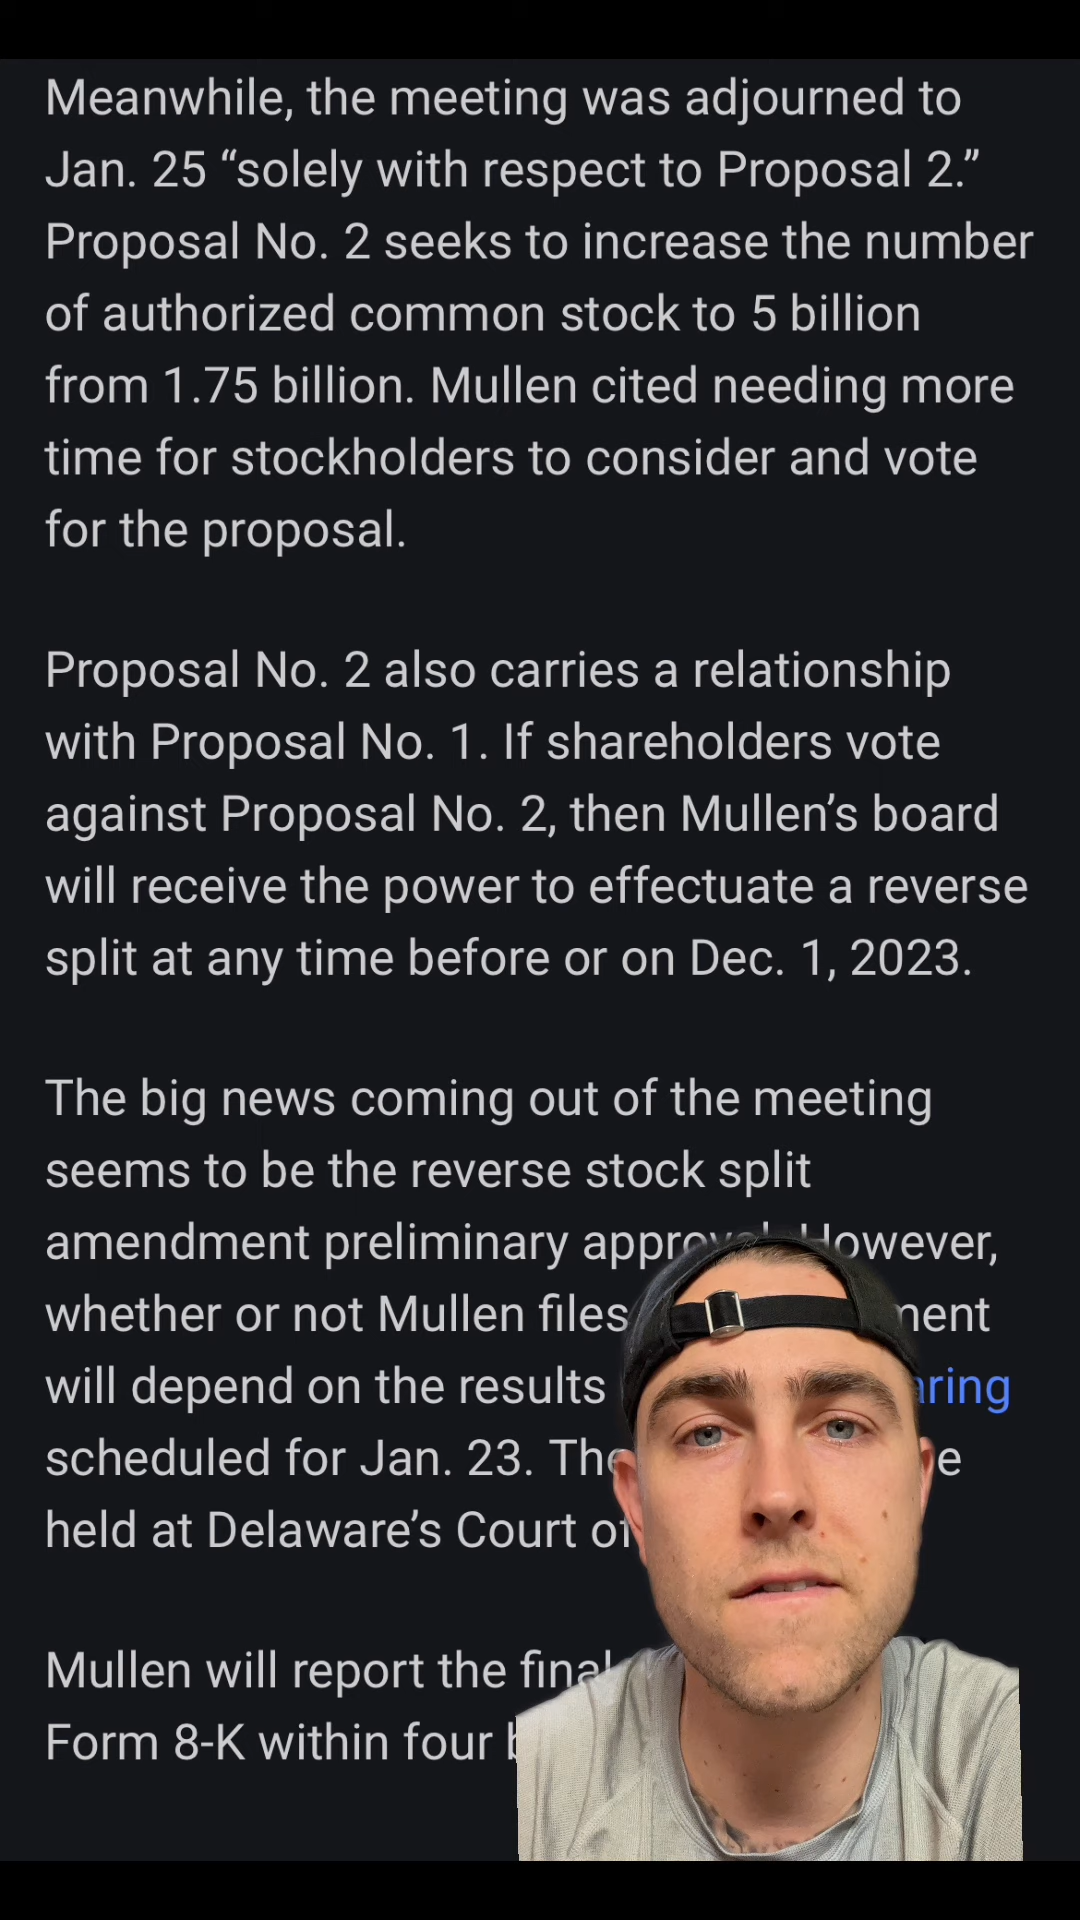 Meanwhile, the meeting was adjourned to
Jan. 25 “solely with respect to Proposal 2.”
Proposal No. 2 seeks to increase the number
of authorized common stock to 5 billion
from 1.75 billion. Mullen cited needing more
time for stockholders to consider and vote
for the proposal.
Proposal No. 2 also carries a relationship
with Proposal No. 1. If shareholders vote
against Proposal No. 2, then Mullen’s board
will receive the power to effectuate a reverse
split at any time before or on Dec. 1, 2023.
The big news coming out of the meeting
seems to be the reverse stock split
amendment preliminary approval. However,
whether or not Mullen files
will depend on the results
scheduled for Jan. 23.
held at Delaware’s Court of
Mullen will report the final
Form 8-K within four